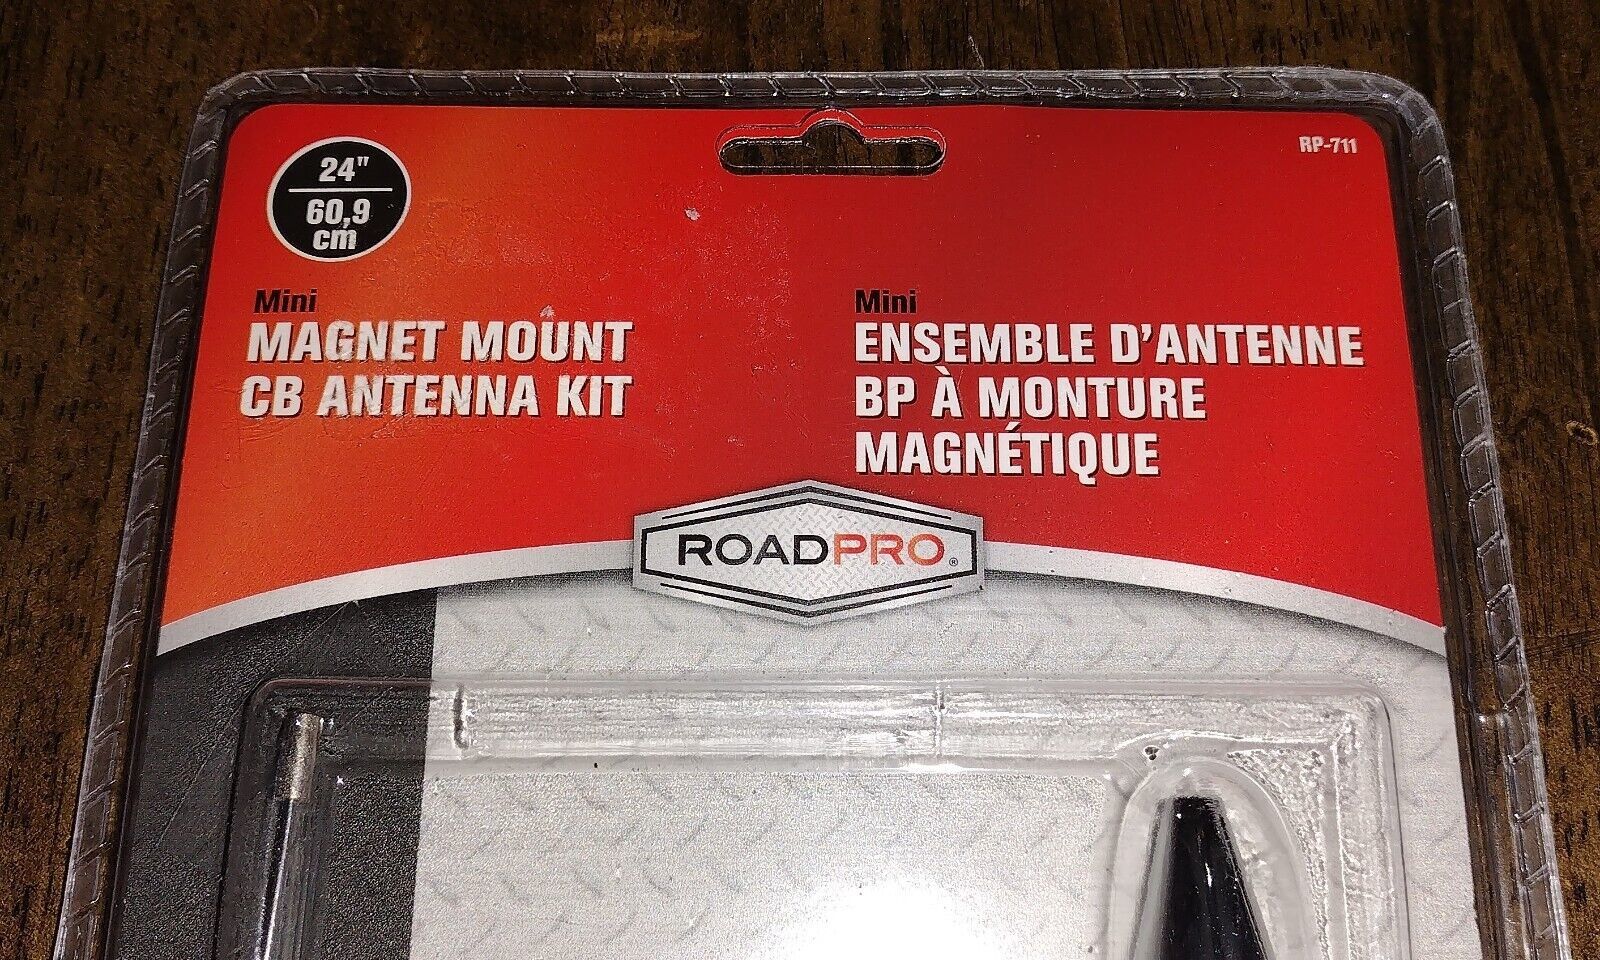 24"
60,9
cm
RP-711
Mini
MAGNET MOUNT
CB ANTENNA KIT
Mini
ENSEMBLE D'ANTENNE
BP À MONTURE
MAGNÉTIQUE
ROADPRO®